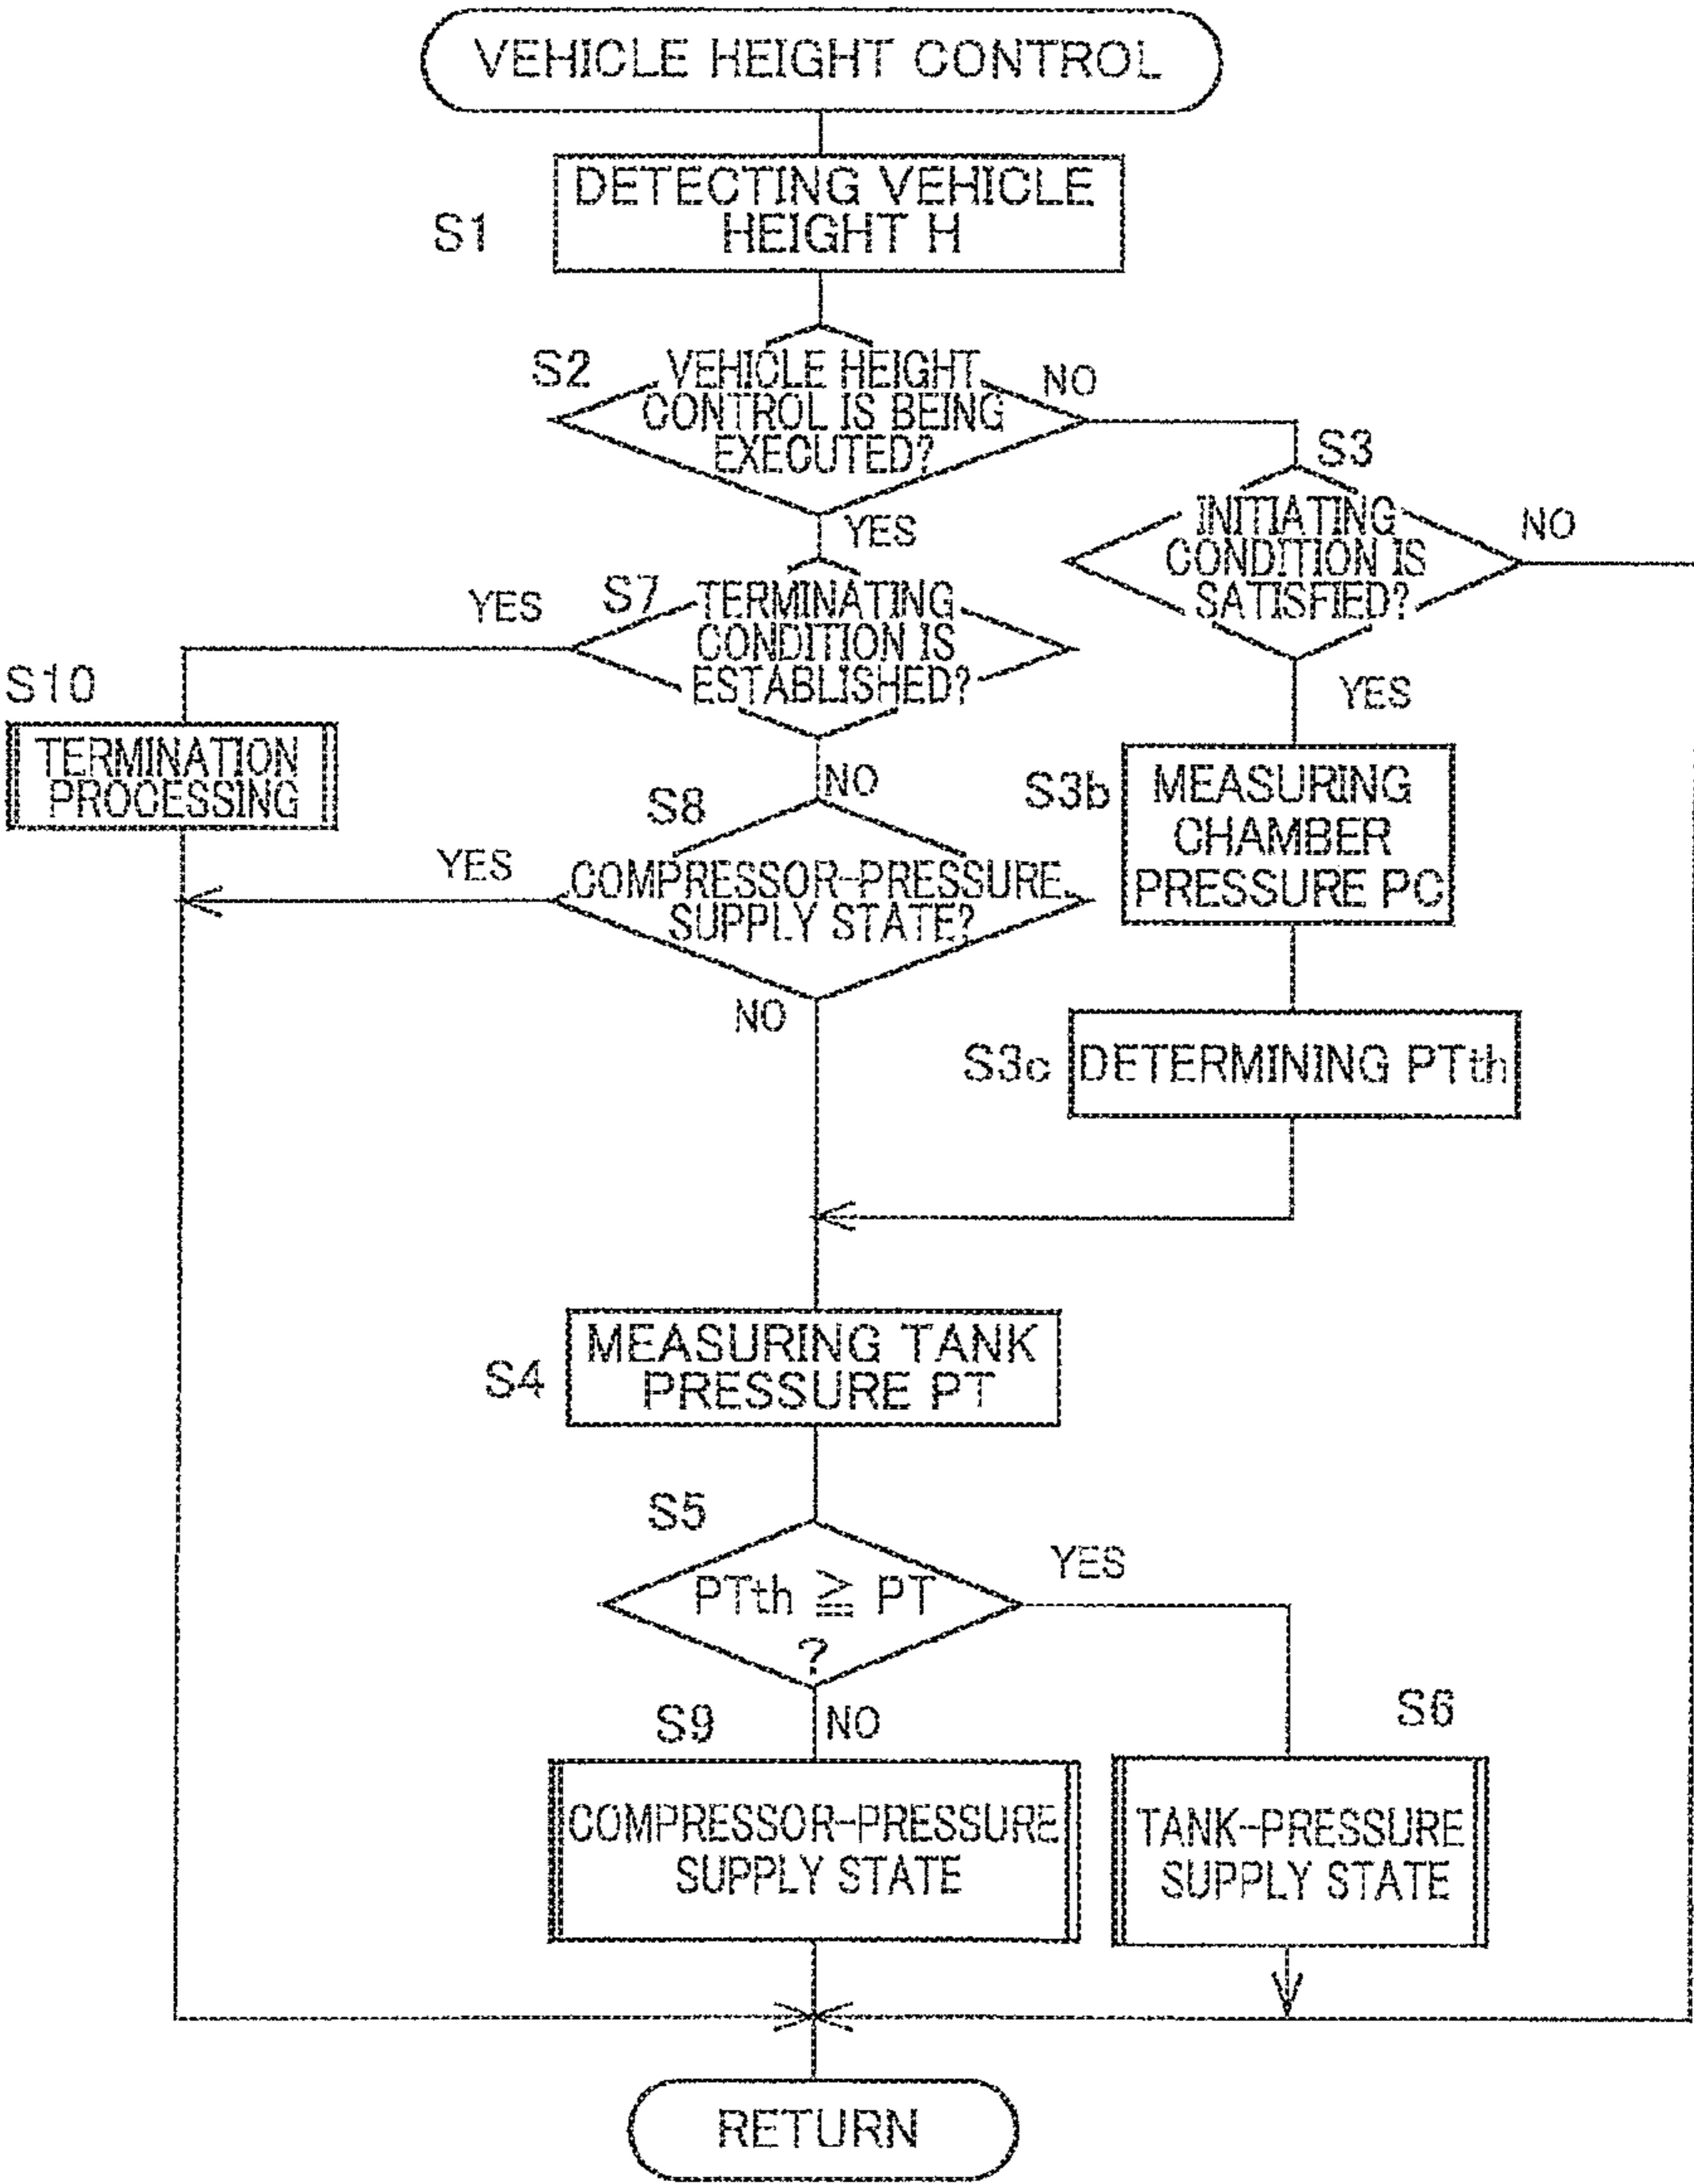 VEHICLE HEIGHT CONTROL
S1
DETECTING VEHICLE
HEIGHT H
S2
VEHICLE HEIGHT
CONTROL IS BEING
EXECUTED?
NO
YES
S3
INITIATING
CONDITION IS
SATISFIED?
NO
YES
S7
TERMINATING
CONDITION IS
ESTABLISHED?
YES
NO
S10
TERMINATION
PROCESSING
S3b
MEASURING
CHAMBER
PRESSURE PC
S8
COMPRESSOR-PRESSURE
SUPPLY STATE?
YES
NO
S3c
DETERMINING PTth
S4
MEASURING TANK
PRESSURE PT
S5
PTth ≧ PT
?
YES
NO
S9
COMPRESSOR-PRESSURE
SUPPLY STATE
S6
TANK-PRESSURE
SUPPLY STATE
RETURN